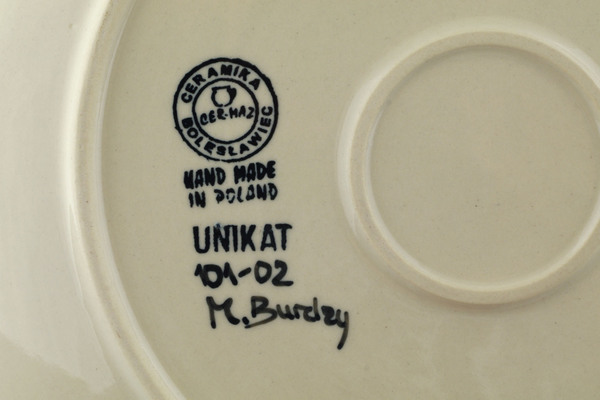 CERAMIKA
CER-MAZ
BOLESŁAWIEC
HAND MADE
IN POLAND
UNIKAT
101-02
M. Burdzy